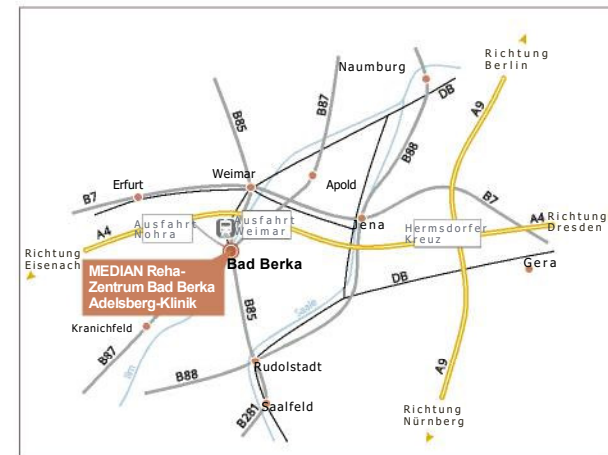 Richtung
Berlin
Naumburg
DB
A9
B87
B85
B88
Weimar
Apold
Erfurt
B7
B7
A4
Richtung
Dresden
Ausfahrt
Nohra
Ausfahrt
Weimar
Jena
Hermsdorfer
Kreuz
A4
Richtung
Eisenach
Bad Berka
Gera
MEDIAN Reha-
Zentrum Bad Berka
Adelsberg-Klinik
DB
Saale
B85
Kranichfeld
B87
Ilm
B88
Rudolstadt
A9
Saalfeld
B281
Richtung
Nürnberg